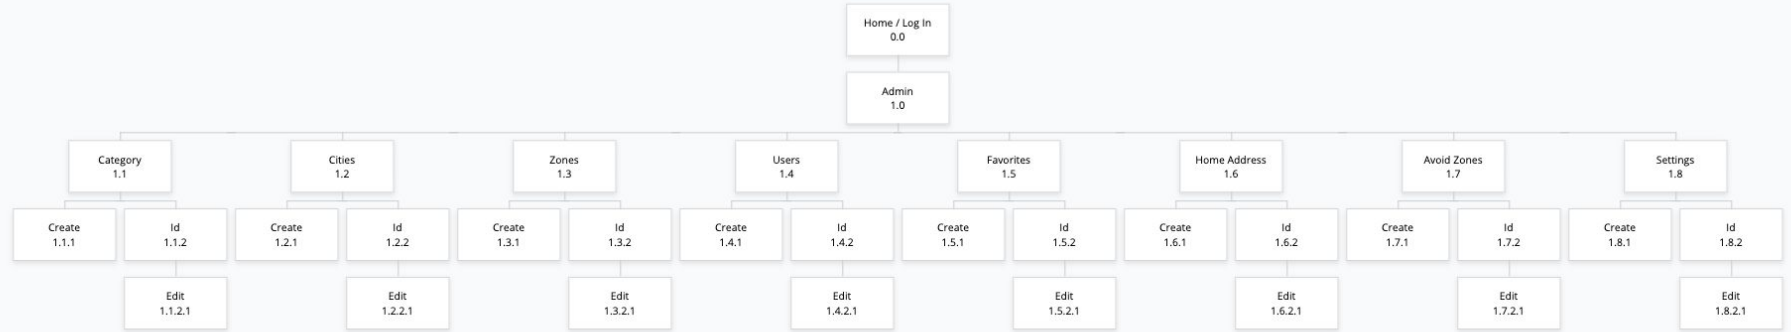 Home / Log In
0.0
Admin
1.0
Category
1.1
Cities
1.2
Zones
1.3
Users
1.4
Favorites
1.5
Home Address
1.6
Avoid Zones
1.7
Settings
1.8
Create
1.1.1
Id
1.1.2
Create
1.2.1
Id
1.2.2
Create
1.3.1
Id
1.3.2
Create
1.4.1
Id
1.4.2
Create
1.5.1
Id
1.5.2
Create
1.6.1
Id
1.6.2
Create
1.7.1
Id
1.7.2
Create
1.8.1
Id
1.8.2
Edit
1.1.2.1
Edit
1.2.2.1
Edit
1.3.2.1
Edit
1.4.2.1
Edit
1.5.2.1
Edit
1.6.2.1
Edit
1.7.2.1
Edit
1.8.2.1